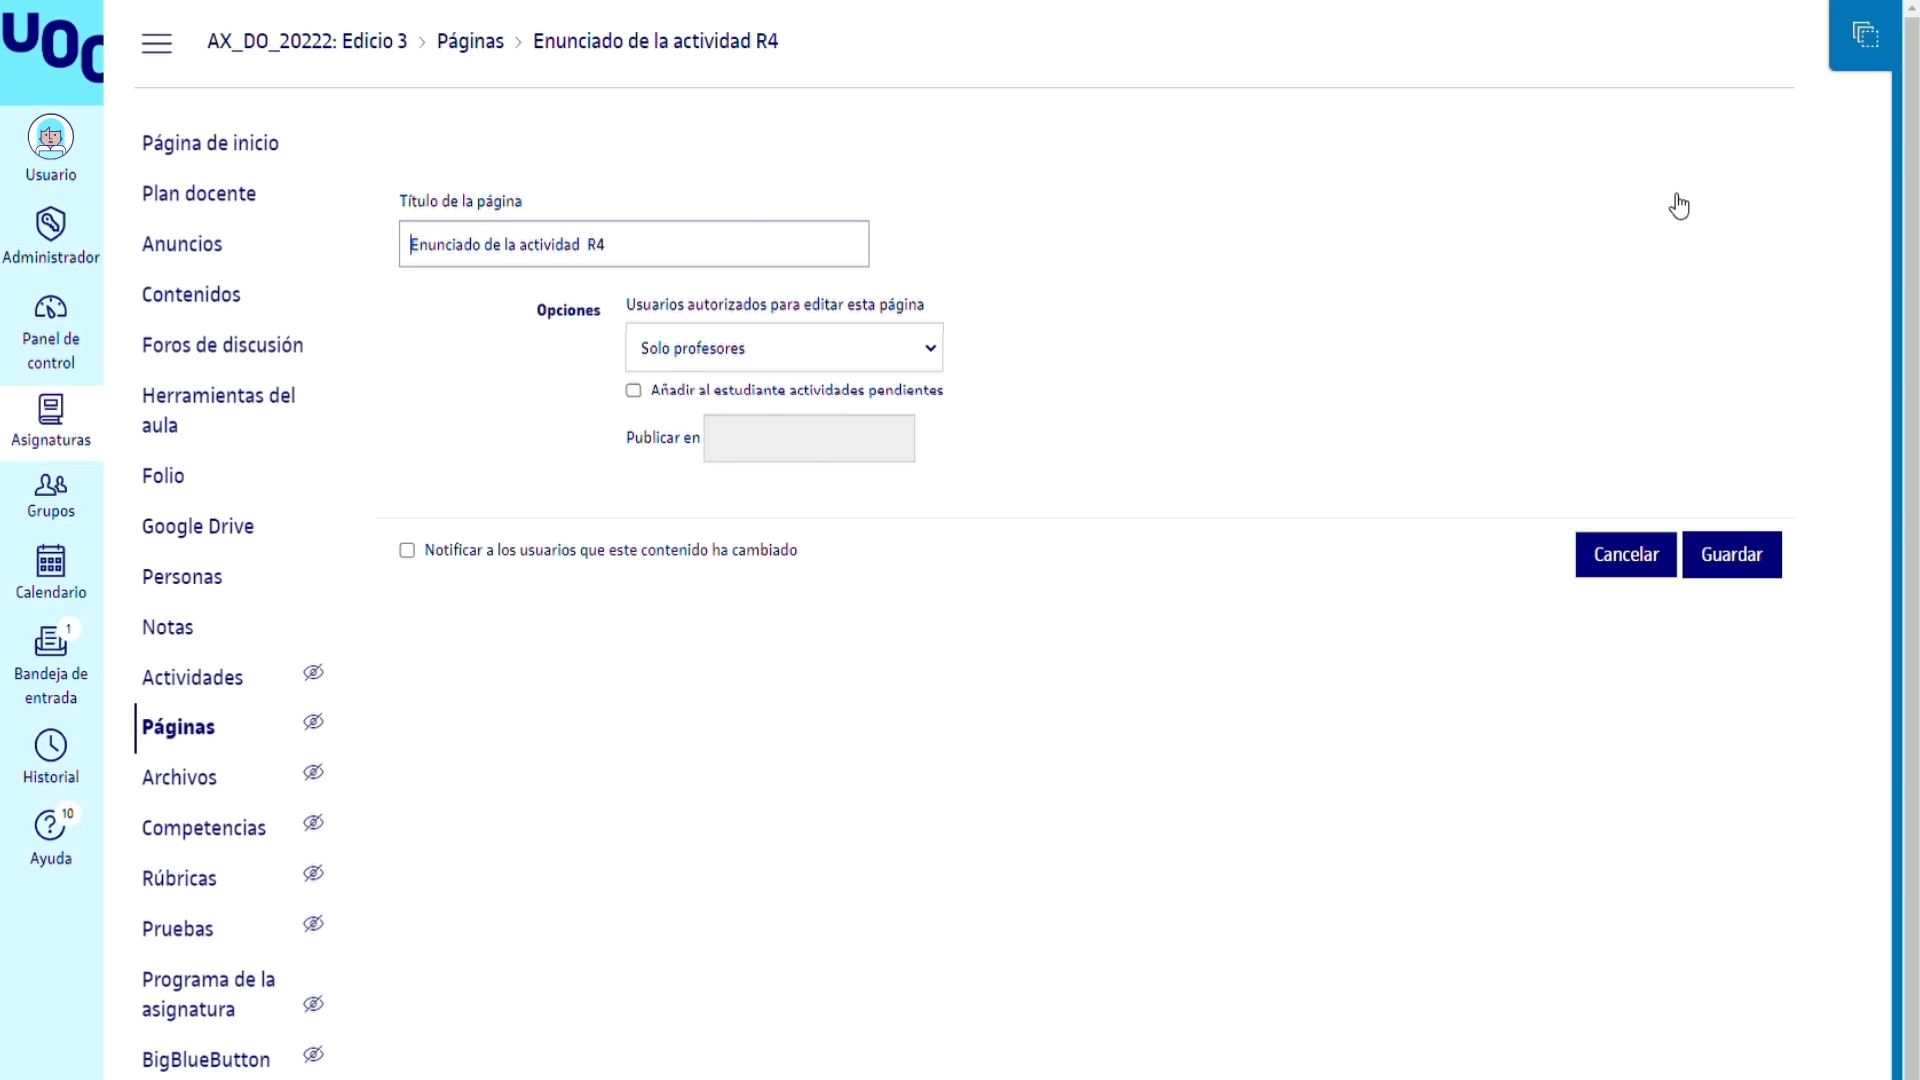 UOC
AX_DO_20222: Edicio 3 > Páginas > Enunciado de la actividad R4
Usuario
Administrador
Panel de
control
Asignaturas
Grupos
Calendario
1
Bandeja de
entrada
Historial
10
Ayuda
Página de inicio
Plan docente
Anuncios
Contenidos
Foros de discusión
Herramientas del
aula
Folio
Google Drive
Personas
Notas
Actividades
Páginas
Archivos
Competencias
Rúbricas
Pruebas
Programa de la
asignatura
BigBlueButton
Título de la página
Enunciado de la actividad R4
Opciones
Usuarios autorizados para editar esta página
Solo profesores
Añadir al estudiante actividades pendientes
Publicar en
Notificar a los usuarios que este contenido ha cambiado
Cancelar
Guardar